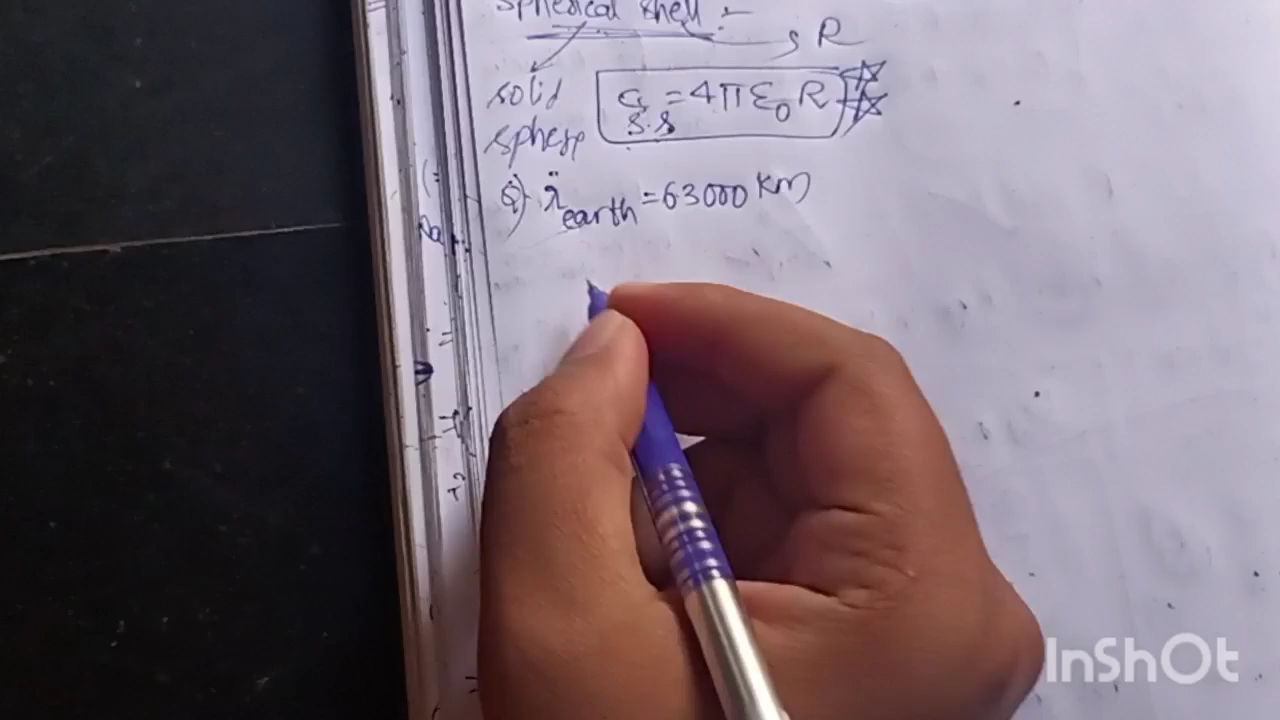 spherical shell :-
R
solid
sphere
C = 4πε₀R
s.s
Q) r earth = 63000 Km
InShOt